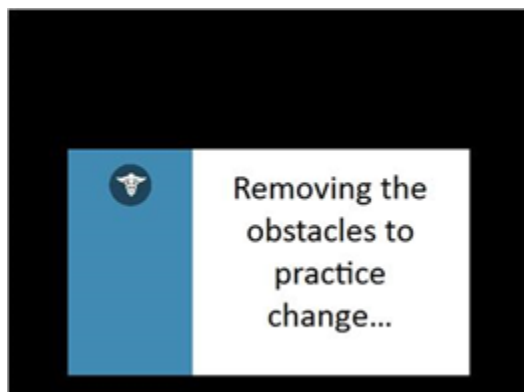 Removing the
obstacles to
practice
change...